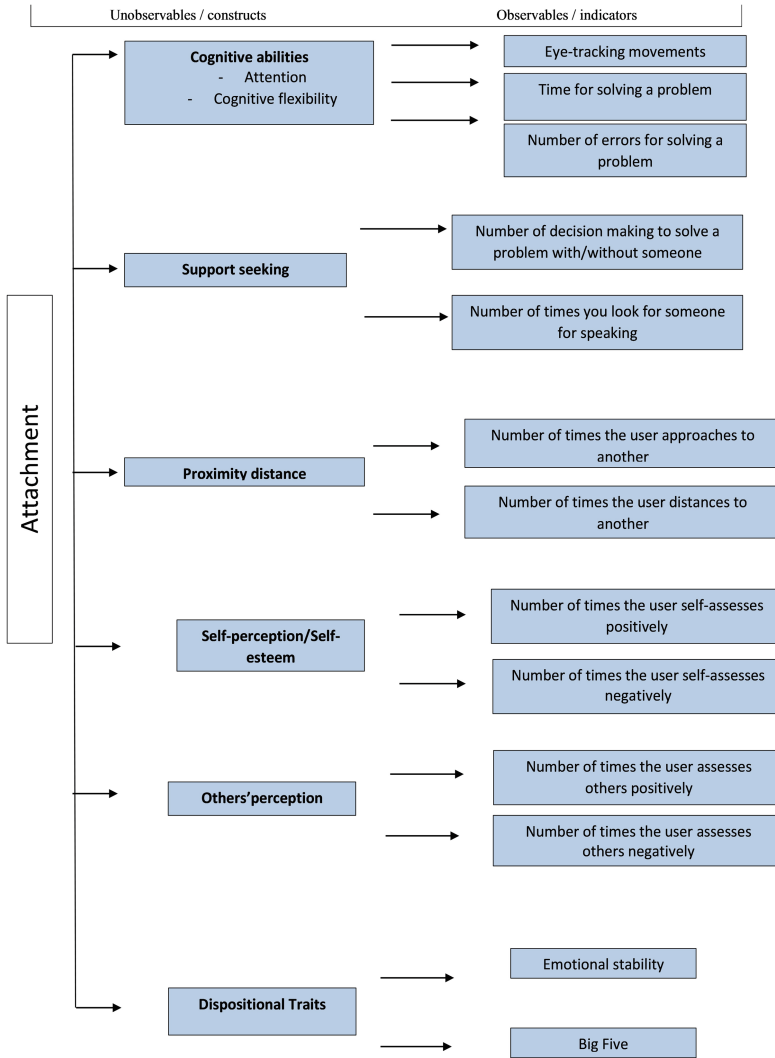 Unobservables / constructs
Observables / indicators
Attachment
Cognitive abilities
- Attention
- Cognitive flexibility
Eye-tracking movements
Time for solving a problem
Number of errors for solving a
problem
Support seeking
Number of decision making to solve a
problem with/without someone
Number of times you look for someone
for speaking
Proximity distance
Number of times the user approaches to
another
Number of times the user distances to
another
Self-perception/Self-
esteem
Number of times the user self-assesses
positively
Number of times the user self-assesses
negatively
Others'perception
Number of times the user assesses
others positively
Number of times the user assesses
others negatively
Dispositional Traits
Emotional stability
Big Five